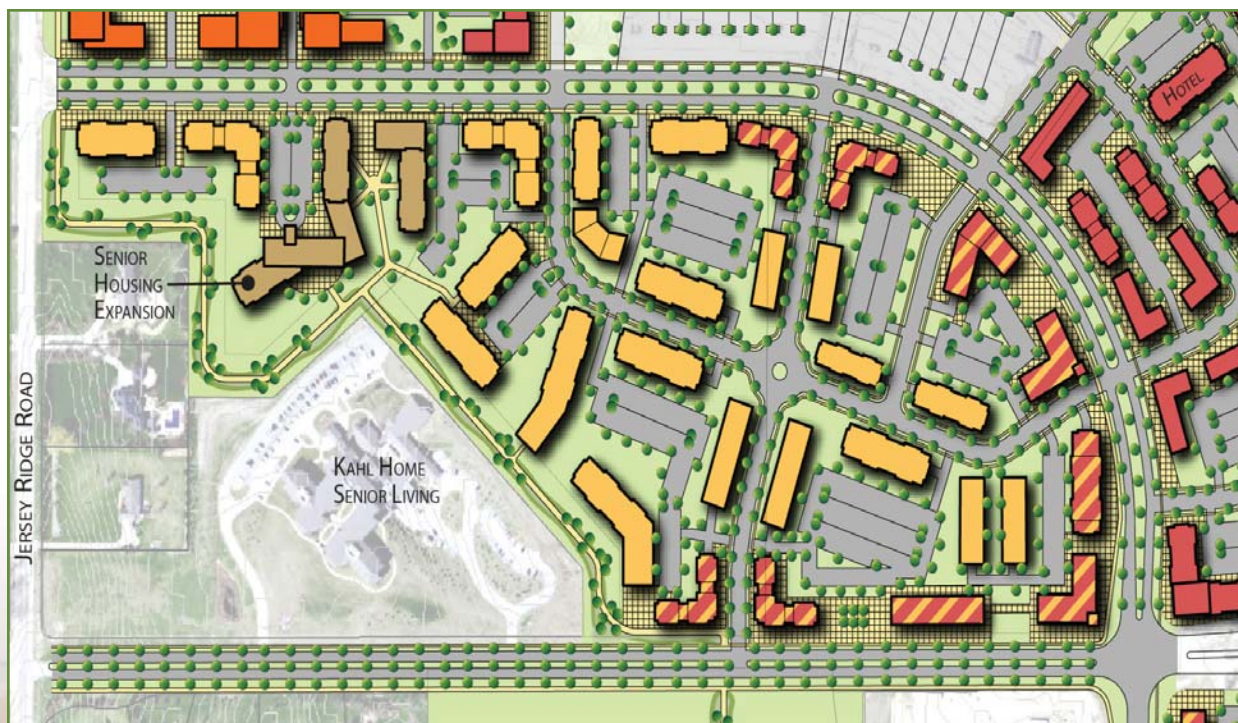 HOTEL
SENIOR
HOUSING
EXPANSION
KAHL HOME
SENIOR LIVING
JERSEY RIDGE ROAD